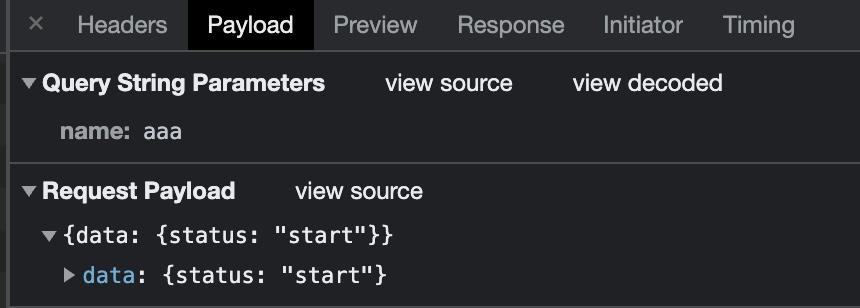 × Headers Payload Preview Response Initiator Timing
▼ Query String Parameters view source view decoded
name: aaa
▼ Request Payload view source
▼ {data: {status: "start"}}
▶ data: {status: "start"}